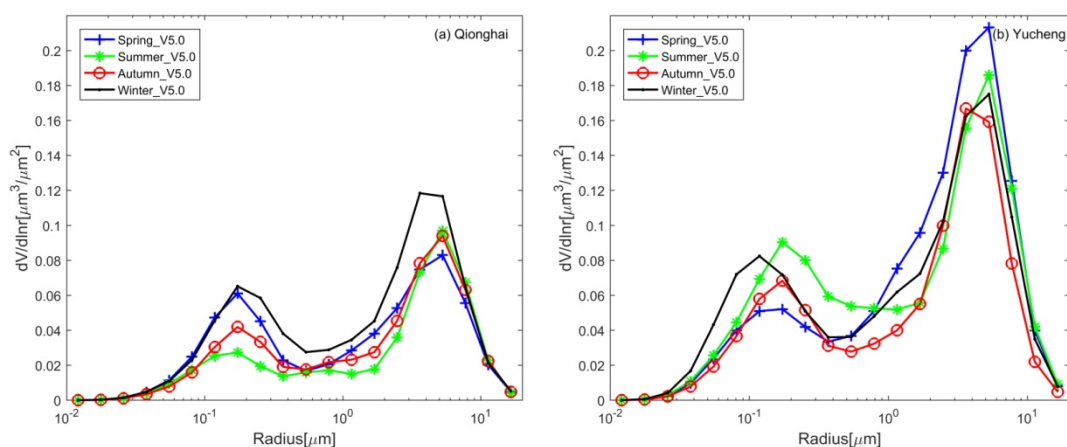 (a) Qionghai
Spring_V5.0
Summer_V5.0
Autumn_V5.0
Winter_V5.0
0.2
0.18
0.16
0.14
0.12
0.1
0.08
0.06
0.04
0.02
0
dV/dlnr[μm³/μm²]
10⁻² 10⁻¹ 10⁰ 10¹
Radius[μm]
(b) Yucheng
Spring_V5.0
Summer_V5.0
Autumn_V5.0
Winter_V5.0
0.2
0.18
0.16
0.14
0.12
0.1
0.08
0.06
0.04
0.02
0
dV/dlnr[μm³/μm²]
10⁻² 10⁻¹ 10⁰ 10¹
Radius[μm]